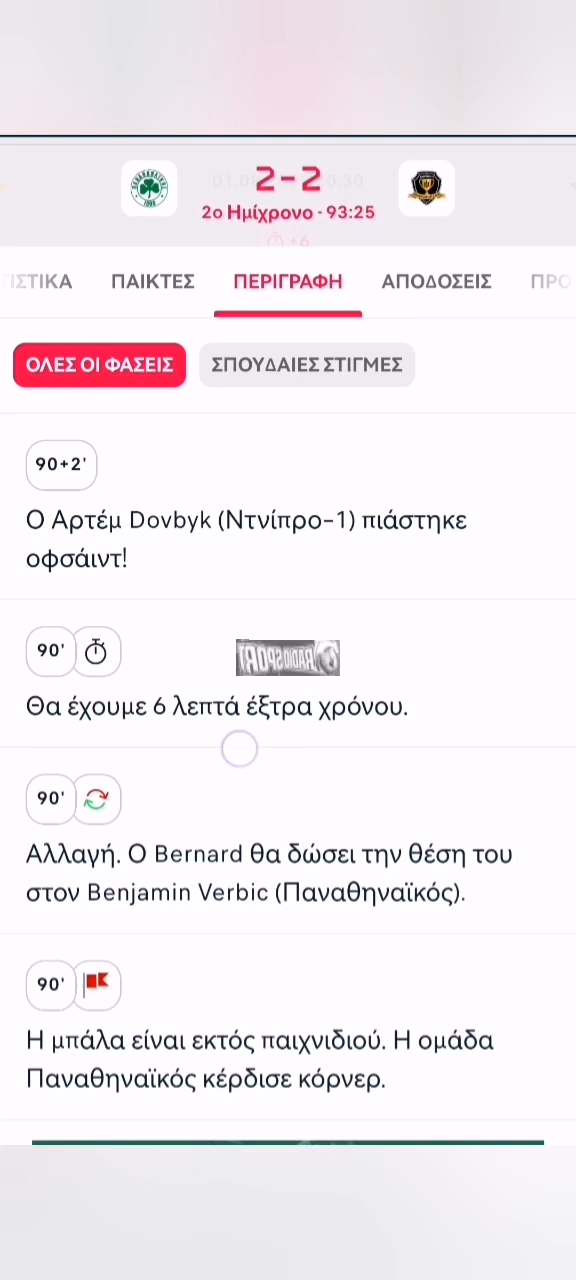 2-2
2ο Ημίχρονο - 93:25
+6
ΠΑΙΚΤΕΣ
ΠΕΡΙΓΡΑΦΗ
ΑΠΟΔΟΣΕΙΣ
ΟΛΕΣ ΟΙ ΦΑΣΕΙΣ
ΣΠΟΥΔΑΙΕΣ ΣΤΙΓΜΕΣ
90+2'
Ο Αρτέμ Dovbyk (Ντνίπρο-1) πιάστηκε
οφσάιντ!
90'
Θα έχουμε 6 λεπτά έξτρα χρόνου.
90'
Αλλαγή. Ο Bernard θα δώσει την θέση του
στον Benjamin Verbic (Παναθηναϊκός).
90'
Η μπάλα είναι εκτός παιχνιδιού. Η ομάδα
Παναθηναϊκός κέρδισε κόρνερ.